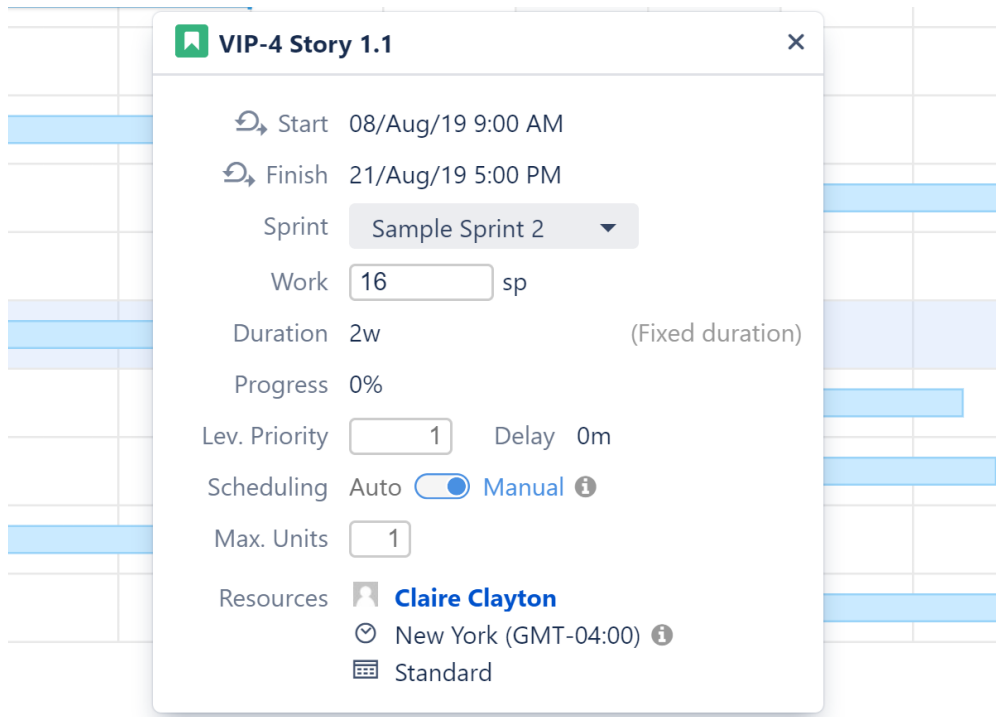 VIP-4 Story 1.1
Start 08/Aug/19 9:00 AM
Finish 21/Aug/19 5:00 PM
Sprint Sample Sprint 2
Work 16 sp
Duration 2w (Fixed duration)
Progress 0%
Lev. Priority 1 Delay 0m
Scheduling Auto Manual
Max. Units 1
Resources Claire Clayton
New York (GMT-04:00)
Standard